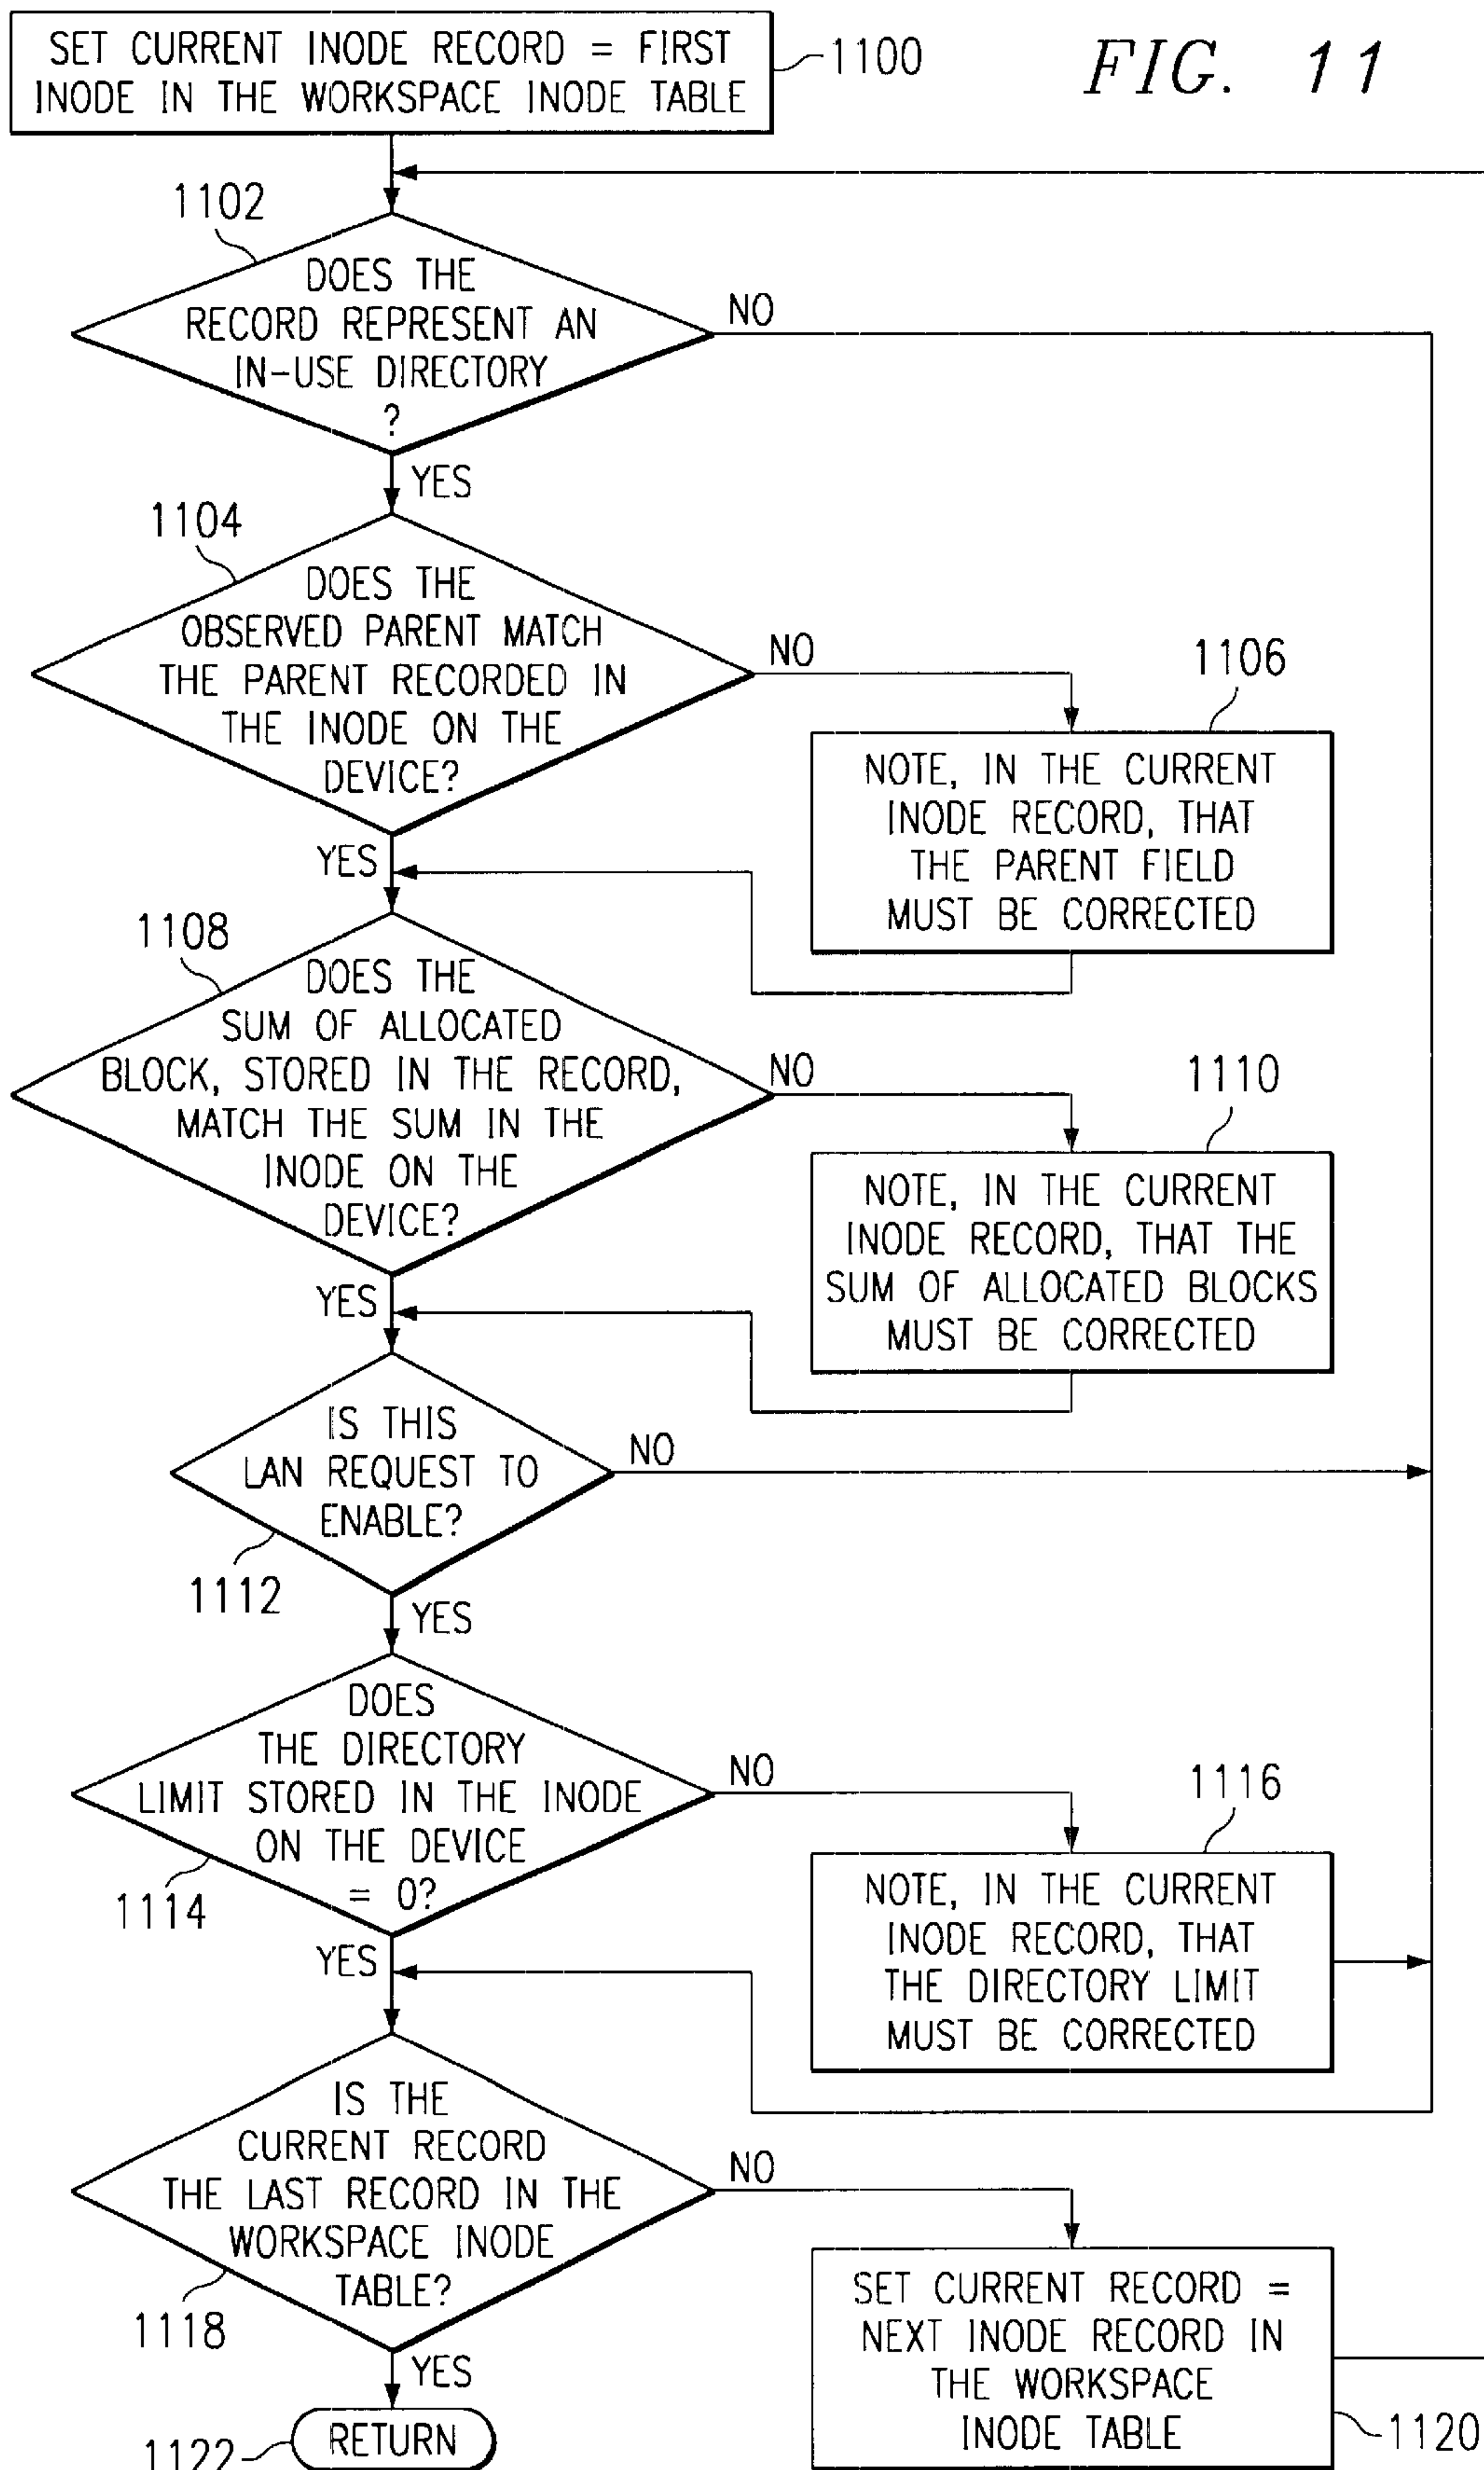 SET CURRENT INODE RECORD = FIRST
INODE IN THE WORKSPACE INODE TABLE
1100
FIG. 11
1102
DOES THE
RECORD REPRESENT AN
IN-USE DIRECTORY
?
NO
YES
1104
DOES THE
OBSERVED PARENT MATCH
THE PARENT RECORDED IN
THE INODE ON THE
DEVICE?
NO
1106
NOTE, IN THE CURRENT
INODE RECORD, THAT
THE PARENT FIELD
MUST BE CORRECTED
YES
1108
DOES THE
SUM OF ALLOCATED
BLOCK, STORED IN THE RECORD,
MATCH THE SUM IN THE
INODE ON THE
DEVICE?
NO
1110
NOTE, IN THE CURRENT
INODE RECORD, THAT THE
SUM OF ALLOCATED BLOCKS
MUST BE CORRECTED
YES
IS THIS
LAN REQUEST TO
ENABLE?
NO
1112
YES
DOES
THE DIRECTORY
LIMIT STORED IN THE INODE
ON THE DEVICE
= 0?
NO
1114
1116
NOTE, IN THE CURRENT
INODE RECORD, THAT
THE DIRECTORY LIMIT
MUST BE CORRECTED
YES
IS THE
CURRENT RECORD
THE LAST RECORD IN THE
WORKSPACE INODE
TABLE?
NO
1118
SET CURRENT RECORD =
NEXT INODE RECORD IN
THE WORKSPACE
INODE TABLE
1120
YES
RETURN
1122